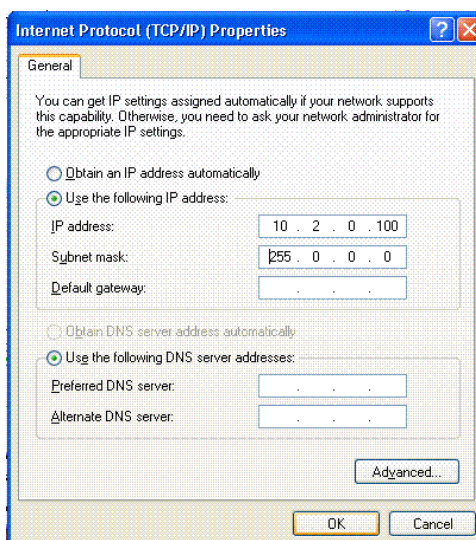 Internet Protocol (TCP/IP) Properties
General
You can get IP settings assigned automatically if your network supports
this capability. Otherwise, you need to ask your network administrator for
the appropriate IP settings.
Obtain an IP address automatically
Use the following IP address:
IP address: 10 . 2 . 0 . 100
Subnet mask: 255 . 0 . 0 . 0
Default gateway: . . .
Obtain DNS server address automatically
Use the following DNS server addresses:
Preferred DNS server: . . .
Alternate DNS server: . . .
Advanced...
OK Cancel